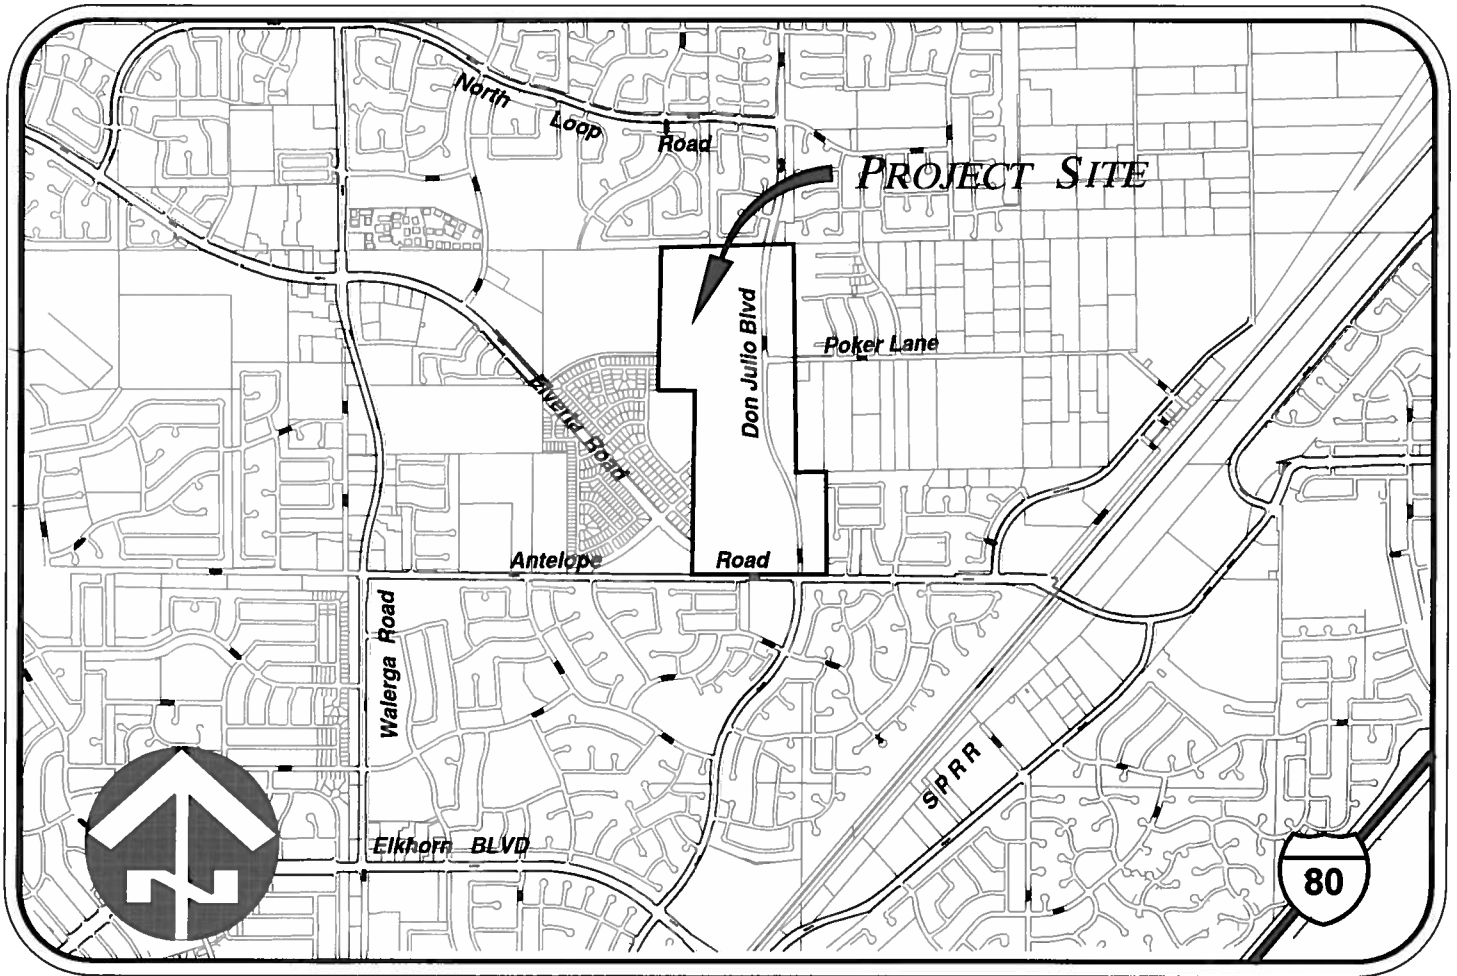 North
Loop
Road
PROJECT SITE
Don Julio Blvd
Poker Lane
Elverta Road
Antelope Road
Walerga Road
SPRR
Elkhorn BLVD
80
N